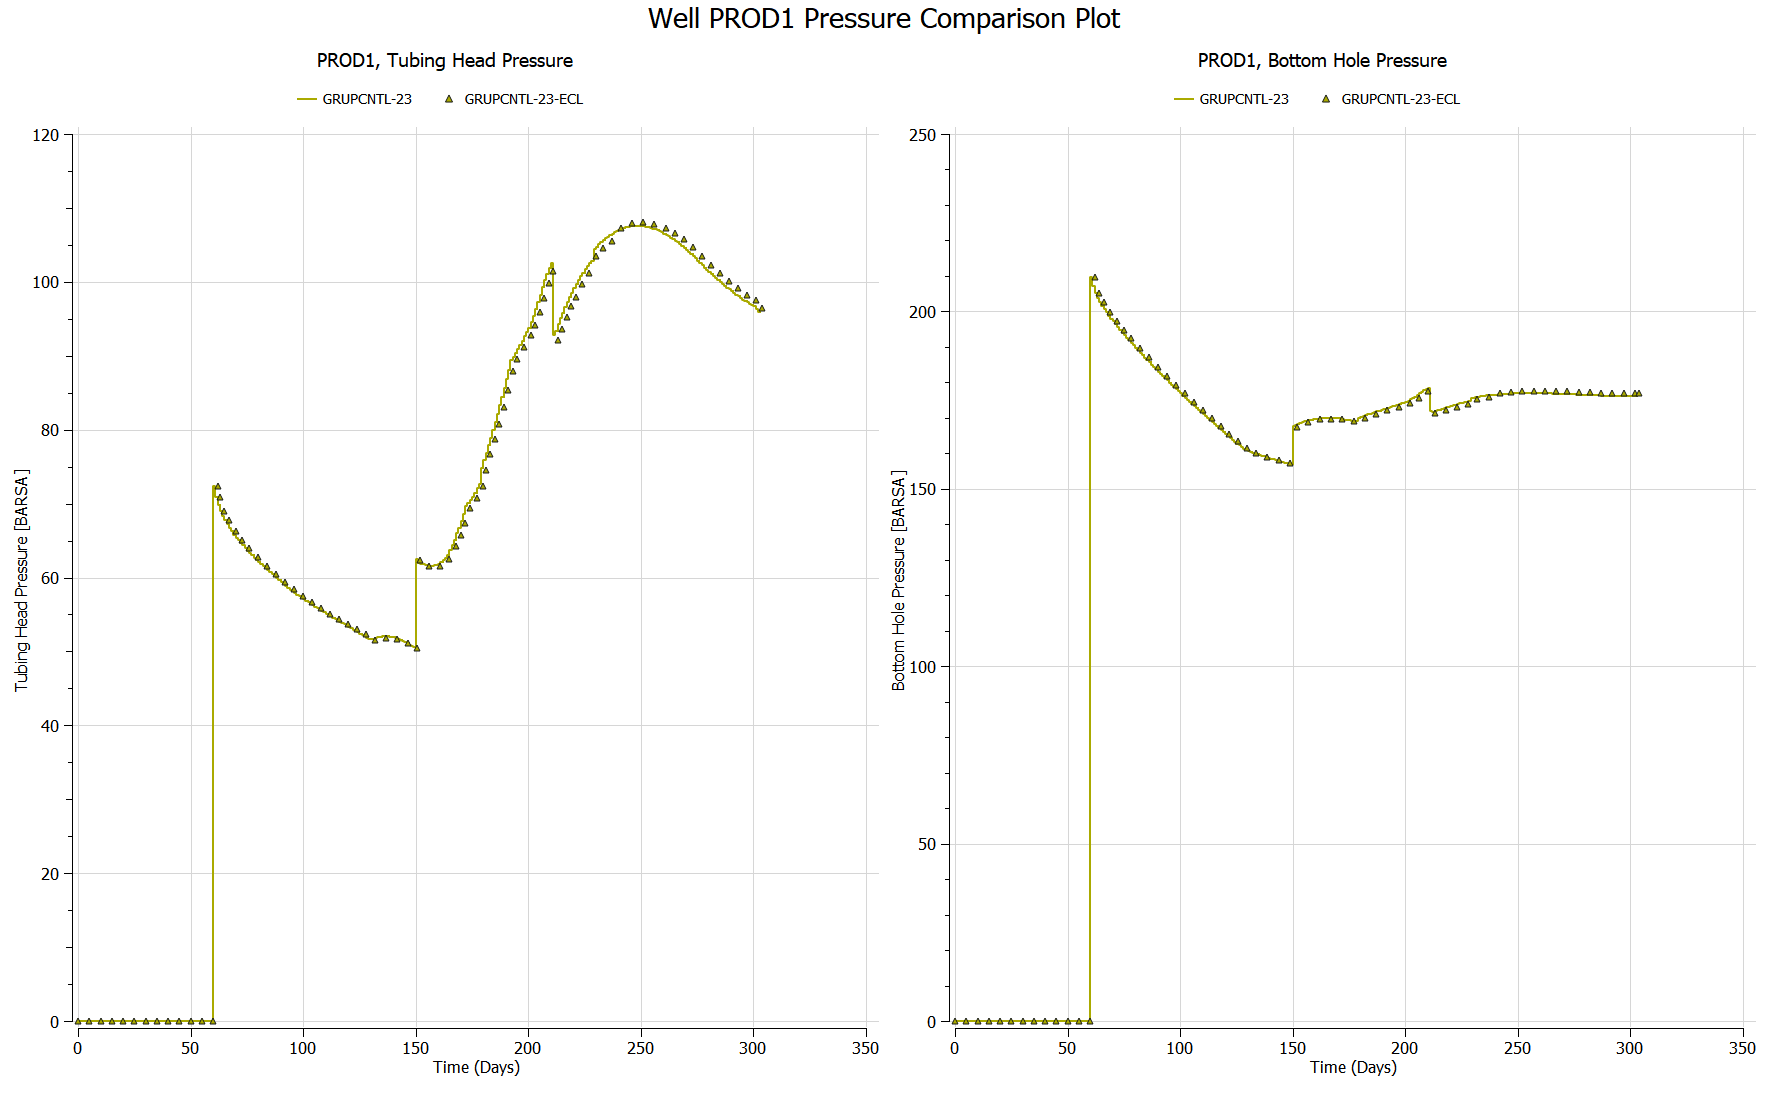 Well PROD1 Pressure Comparison Plot
PROD1, Tubing Head Pressure
GRUPCNTL-23 GRUPCNTL-23-ECL
120
100
80
60
40
20
0
Tubing Head Pressure [BARSA]
0 50 100 150 200 250 300 350
Time (Days)
PROD1, Bottom Hole Pressure
GRUPCNTL-23 GRUPCNTL-23-ECL
250
200
150
100
50
0
Bottom Hole Pressure [BARSA]
0 50 100 150 200 250 300 350
Time (Days)